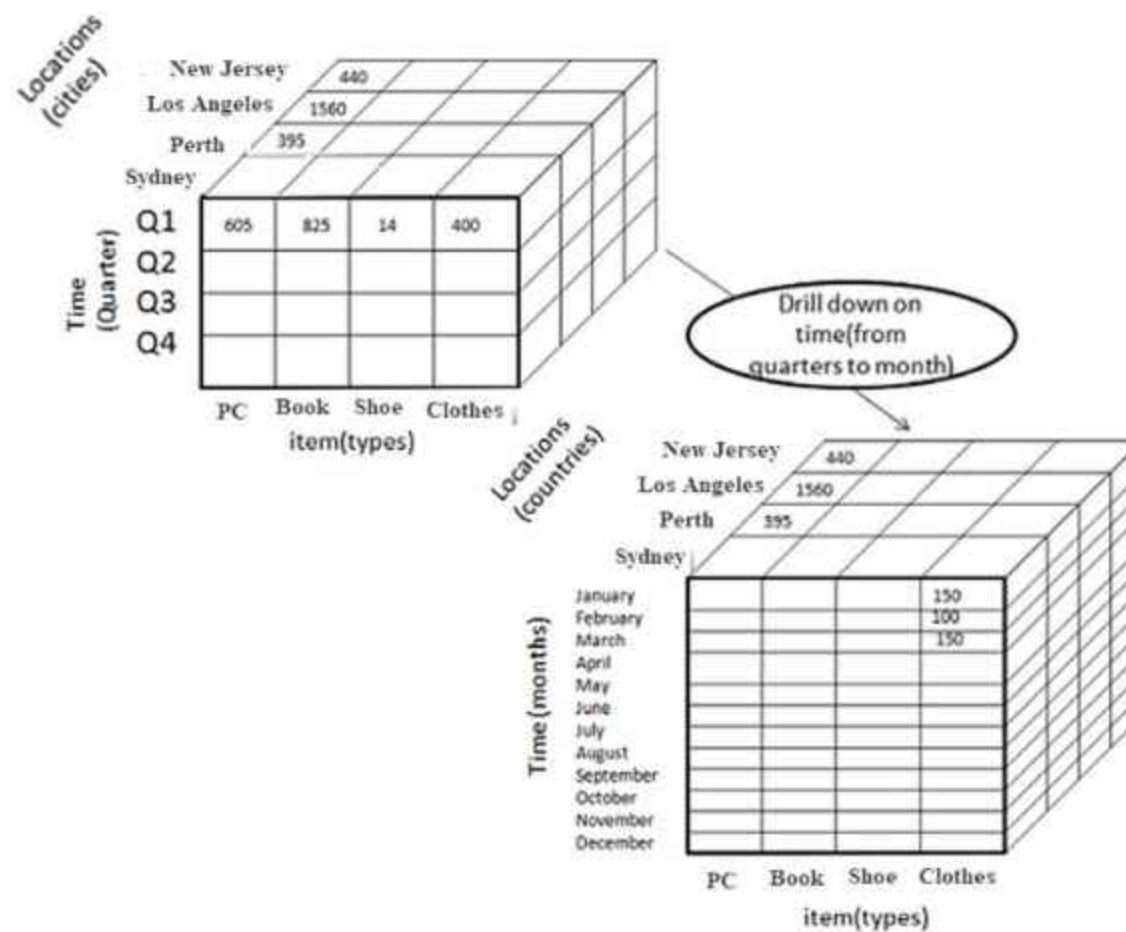 Locations
(cities)
New Jersey
440
Los Angeles
1560
Perth
395
Sydney
Time
(Quarter)
Q1
605 825 14 400
Q2
Q3
Q4
PC Book Shoe Clothes
item(types)
Drill down on
time(from
quarters to month)
Locations
(countries)
New Jersey
440
Los Angeles
1560
Perth
395
Sydney
Time(months)
January 150
February 100
March 150
April
May
June
July
August
September
October
November
December
PC Book Shoe Clothes
item(types)